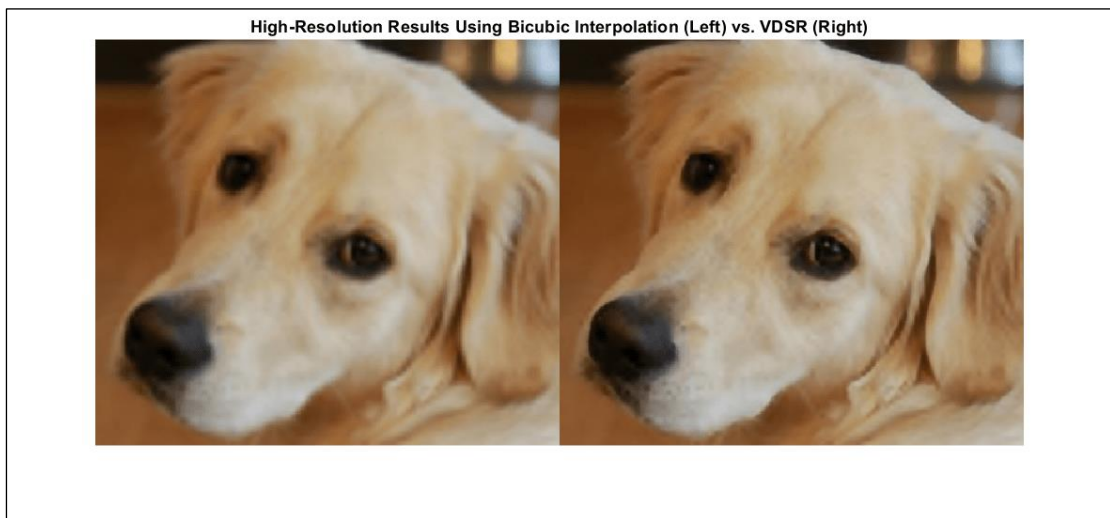 High-Resolution Results Using Bicubic Interpolation (Left) vs. VDSR (Right)